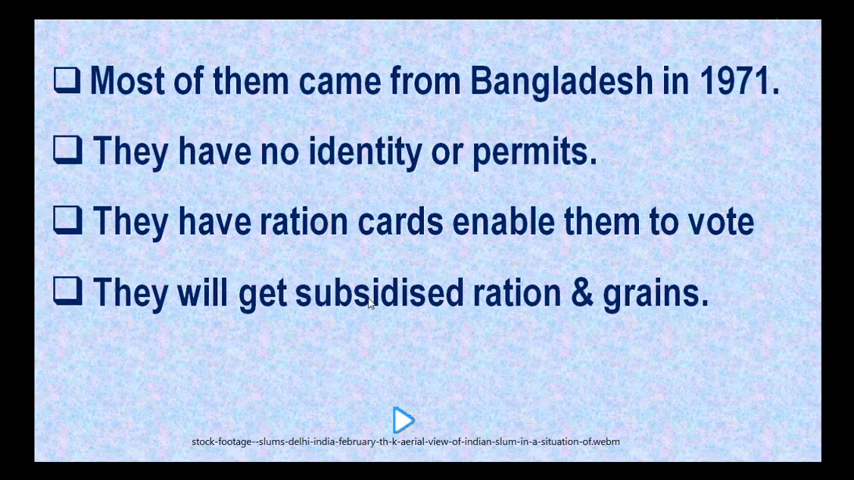 Most of them came from Bangladesh in 1971.
They have no identity or permits.
They have ration cards enable them to vote
They will get subsidised ration & grains.
stock-footage--slums-delhi-india-february-th-k-aerial-view-of-indian-slum-in-a-situation-of.webm